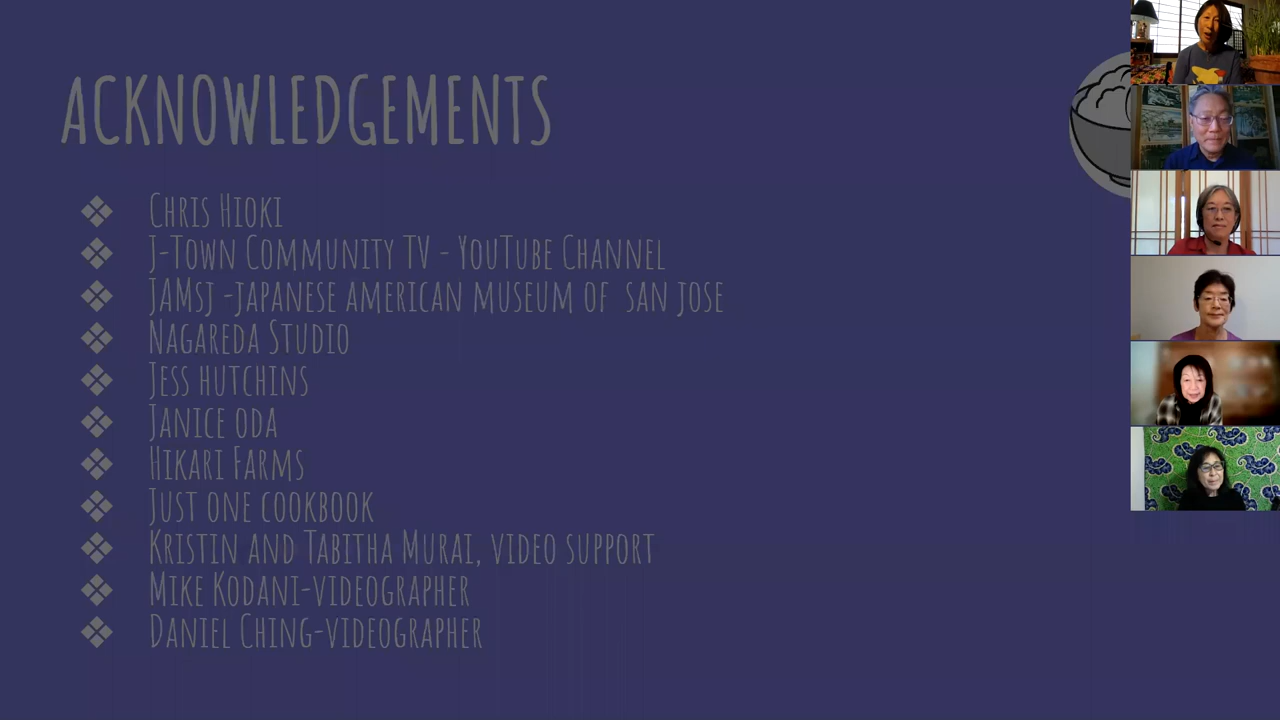 ACKNOWLEDGEMENTS
❖ CHRIS HIOKI
❖ J-TOWN COMMUNITY TV - YOUTUBE CHANNEL
❖ JAMSJ -JAPANESE AMERICAN MUSEUM OF SAN JOSE
❖ NAGAREDA STUDIO
❖ JESS HUTCHINS
❖ JANICE ODA
❖ HIKARI FARMS
❖ JUST ONE COOKBOOK
❖ KRISTIN AND TABITHA MURAI, VIDEO SUPPORT
❖ MIKE KODANI-VIDEOGRAPHER
❖ DANIEL CHING-VIDEOGRAPHER